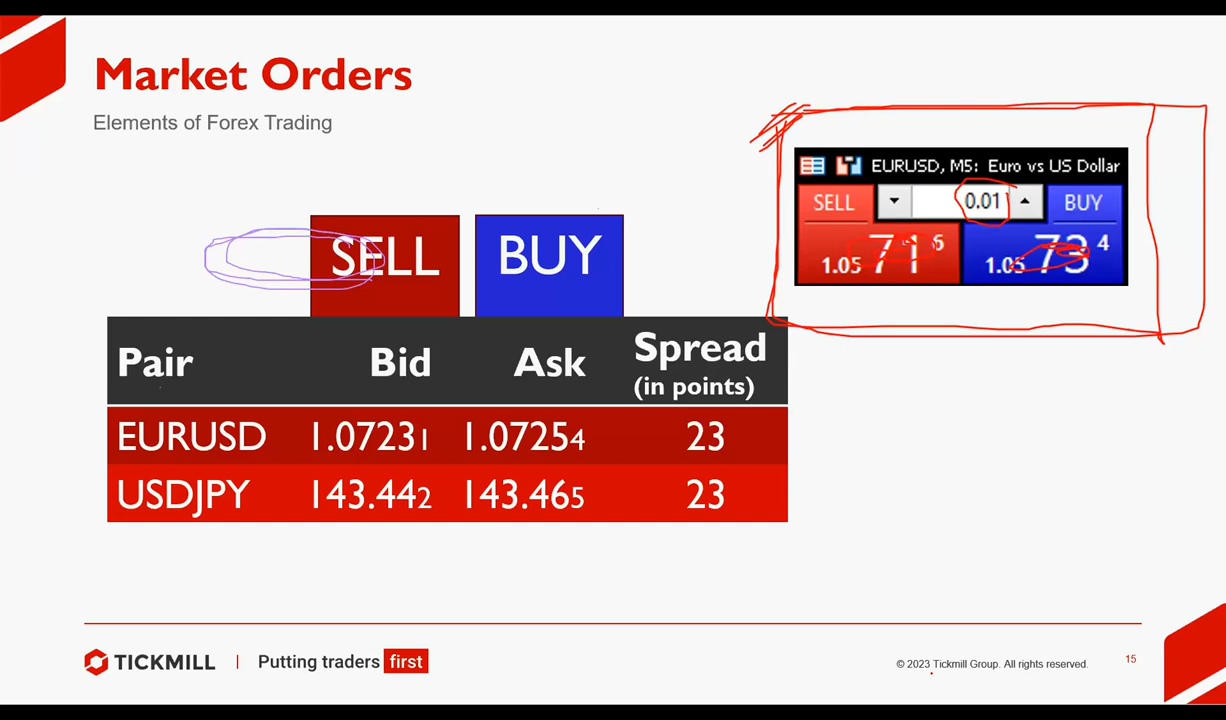 Market Orders
Elements of Forex Trading
EURUSD, M5: Euro vs US Dollar
SELL 0.01 BUY
1.05 71 6 1.05 73 4
SELL BUY
Pair Bid Ask Spread
(in points)
EURUSD 1.07231 1.07254 23
USDJPY 143.442 143.465 23
TICKMILL | Putting traders first
© 2023 Tickmill Group. All rights reserved. 15